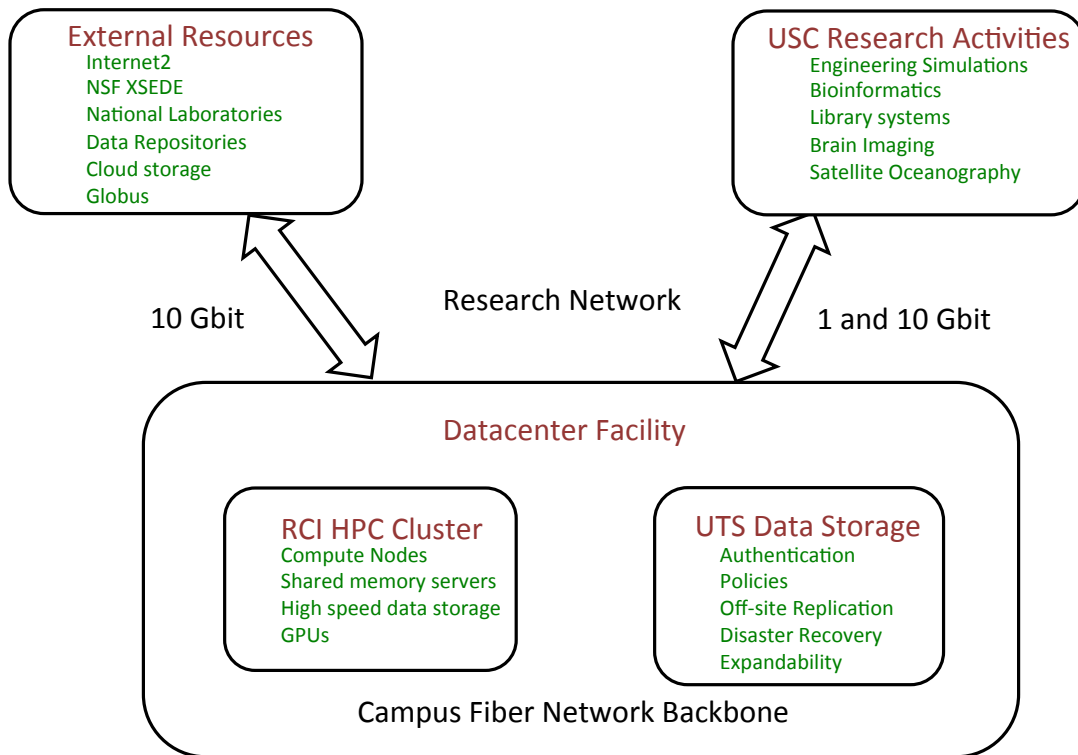 External Resources
Internet2
NSF XSEDE
National Laboratories
Data Repositories
Cloud storage
Globus
USC Research Activities
Engineering Simulations
Bioinformatics
Library systems
Brain Imaging
Satellite Oceanography
10 Gbit
Research Network
1 and 10 Gbit
Datacenter Facility
RCI HPC Cluster
Compute Nodes
Shared memory servers
High speed data storage
GPUs
UTS Data Storage
Authentication
Policies
Off-site Replication
Disaster Recovery
Expandability
Campus Fiber Network Backbone